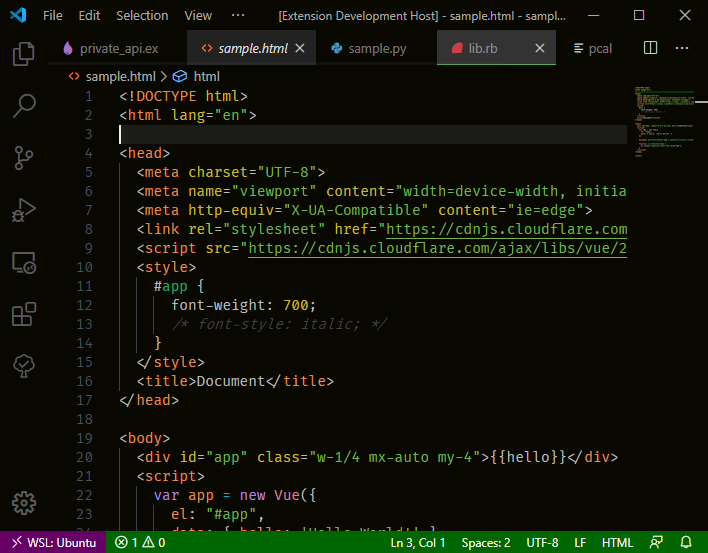 File Edit Selection View ··· [Extension Development Host] - sample.html - sampl...
private_api.ex sample.html sample.py lib.rb pcal
sample.html > html
1 <!DOCTYPE html>
2 <html lang="en">
3
4 <head>
5 <meta charset="UTF-8">
6 <meta name="viewport" content="width=device-width, initia
7 <meta http-equiv="X-UA-Compatible" content="ie=edge">
8 <link rel="stylesheet" href="https://cdnjs.cloudflare.com
9 <script src="https://cdnjs.cloudflare.com/ajax/libs/vue/2
10 <style>
11 #app {
12 font-weight: 700;
13 /* font-style: italic; */
14 }
15 </style>
16 <title>Document</title>
17 </head>
18
19 <body>
20 <div id="app" class="w-1/4 mx-auto my-4">{{hello}}</div>
21 <script>
22 var app = new Vue({
23 el: "#app",
24 data: { hello: 'Hello World!' }
WSL: Ubuntu 1 0 Ln 3, Col 1 Spaces: 2 UTF-8 LF HTML